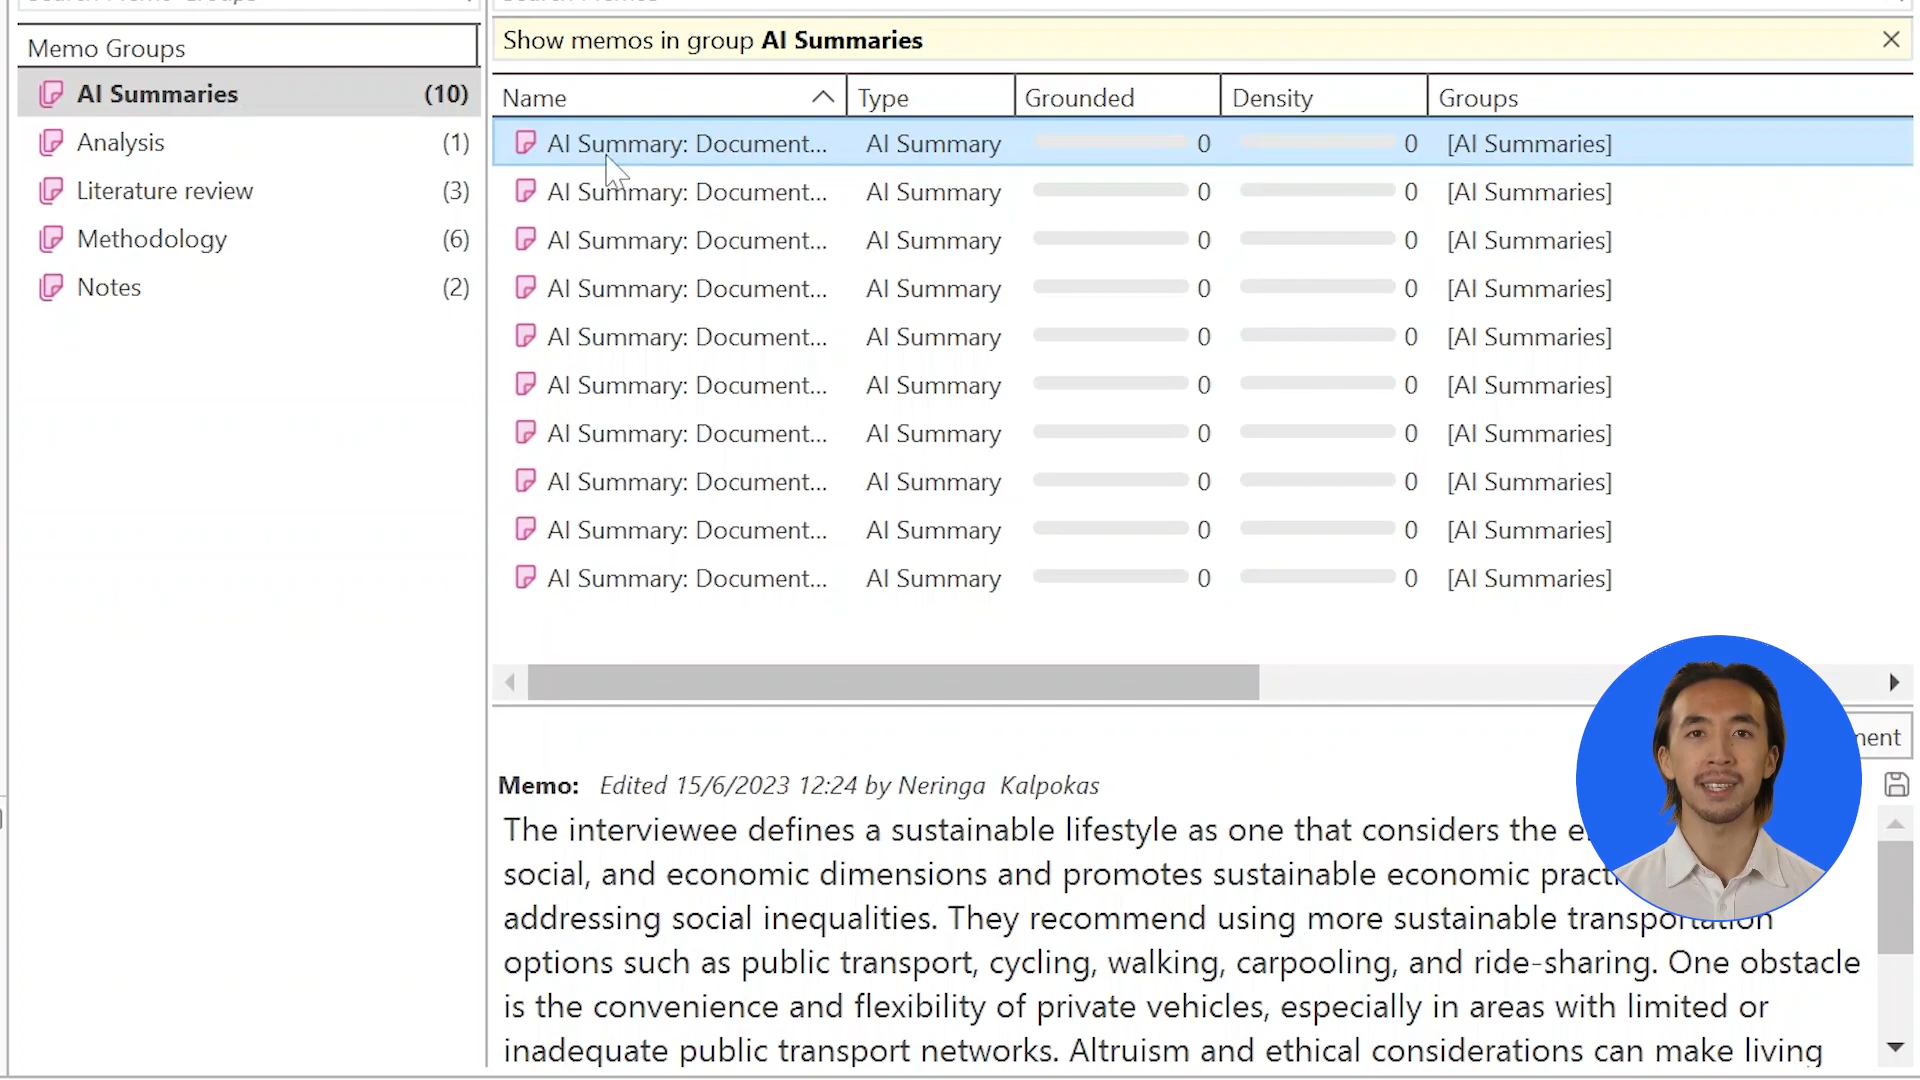 Memo Groups
AI Summaries (10)
Analysis (1)
Literature review (3)
Methodology (6)
Notes (2)
Show memos in group AI Summaries
Name Type Grounded Density Groups
AI Summary: Document... AI Summary 0 0 [AI Summaries]
AI Summary: Document... AI Summary 0 0 [AI Summaries]
AI Summary: Document... AI Summary 0 0 [AI Summaries]
AI Summary: Document... AI Summary 0 0 [AI Summaries]
AI Summary: Document... AI Summary 0 0 [AI Summaries]
AI Summary: Document... AI Summary 0 0 [AI Summaries]
AI Summary: Document... AI Summary 0 0 [AI Summaries]
AI Summary: Document... AI Summary 0 0 [AI Summaries]
AI Summary: Document... AI Summary 0 0 [AI Summaries]
AI Summary: Document... AI Summary 0 0 [AI Summaries]
Memo: Edited 15/6/2023 12:24 by Neringa Kalpokas
The interviewee defines a sustainable lifestyle as one that considers the
social, and economic dimensions and promotes sustainable economic
addressing social inequalities. They recommend using more sustainable transportation
options such as public transport, cycling, walking, carpooling, and ride-sharing. One obstacle
is the convenience and flexibility of private vehicles, especially in areas with limited or
inadequate public transport networks. Altruism and ethical considerations can make living